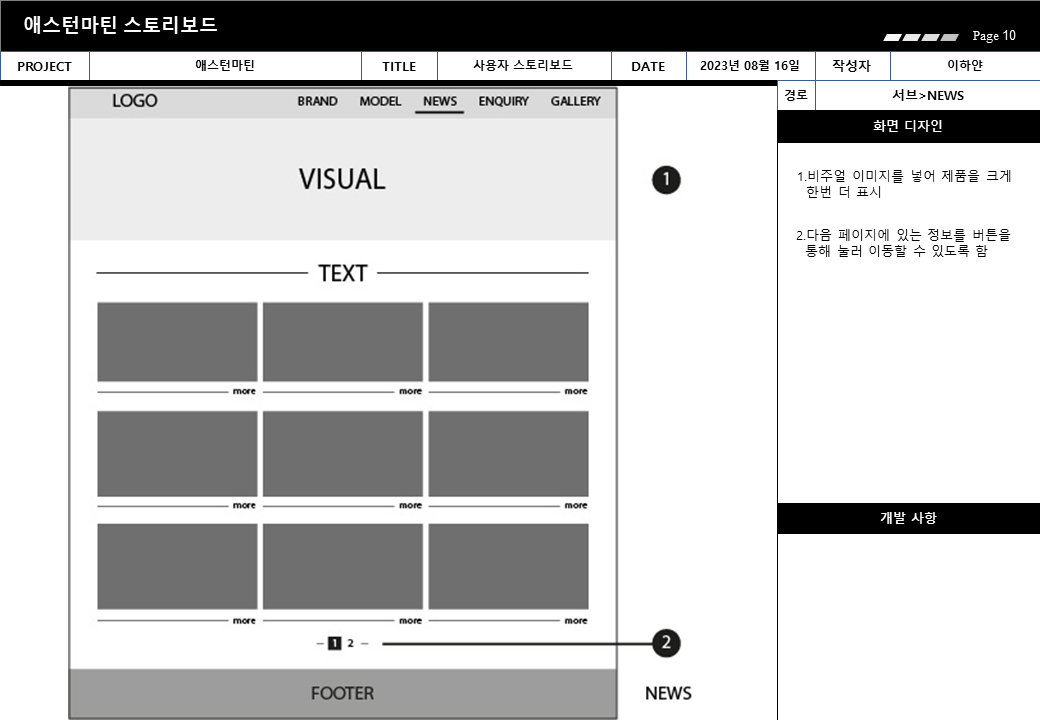 애스턴마틴 스토리보드
Page 10
PROJECT 애스턴마틴 TITLE 사용자 스토리보드 DATE 2023년 08월 16일 작성자 이하얀
경로 서브>NEWS
LOGO BRAND MODEL NEWS ENQUIRY GALLERY
VISUAL
1
TEXT
more more more
more more more
more more more
– 1 2 –
2
FOOTER
NEWS
화면 디자인
1.비주얼 이미지를 넣어 제품을 크게
한번 더 표시
2.다음 페이지에 있는 정보를 버튼을
통해 눌러 이동할 수 있도록 함
개발 사항